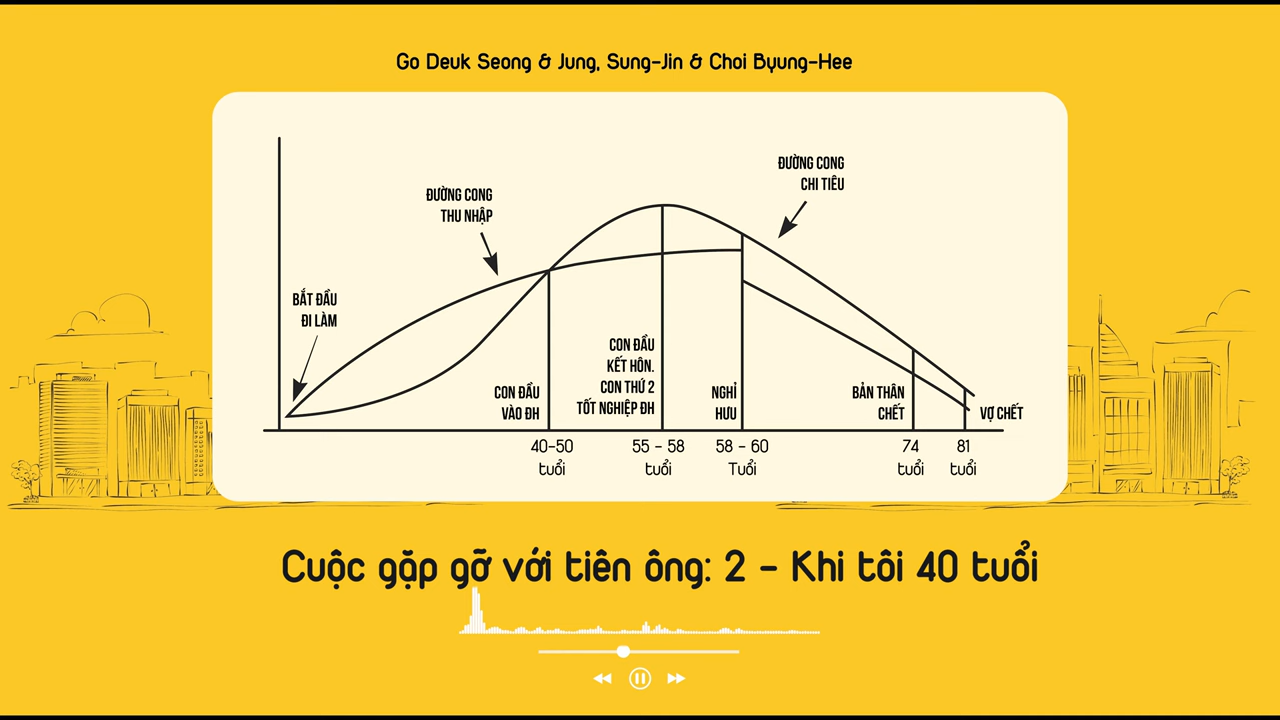 Go Deuk Seong & Jung, Sung-Jin & Choi Byung-Hee
ĐƯỜNG CONG
CHI TIÊU
ĐƯỜNG CONG
THU NHẬP
BẮT ĐẦU
ĐI LÀM
CON ĐẦU
VÀO ĐH
CON ĐẦU
KẾT HÔN.
CON THỨ 2
TỐT NGHIỆP ĐH
NGHỈ
HƯU
BẢN THÂN
CHẾT
VỢ CHẾT
40-50
tuổi
55 - 58
tuổi
58 - 60
Tuổi
74
tuổi
81
tuổi
Cuộc gặp gỡ với tiên ông: 2 - Khi tôi 40 tuổi